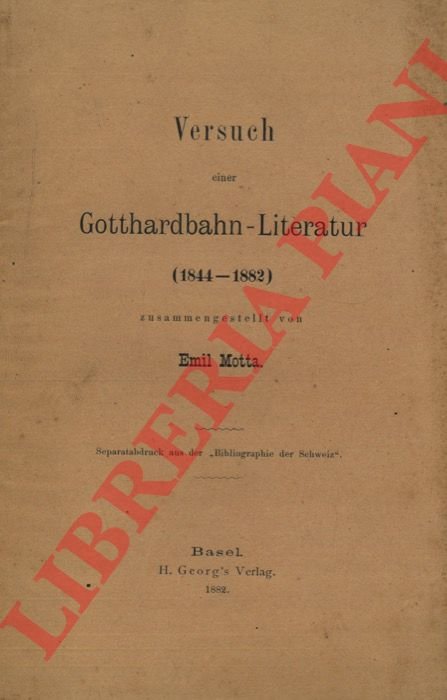 Versuch
einer
Gotthardbahn-Literatur
(1844—1882)
zusammengestellt von
Emil Motta.
Separatabdruck aus der „Bibliographie der Schweiz“.
Basel.
H. Georg's Verlag.
1882.
LIBRERIA PIANI